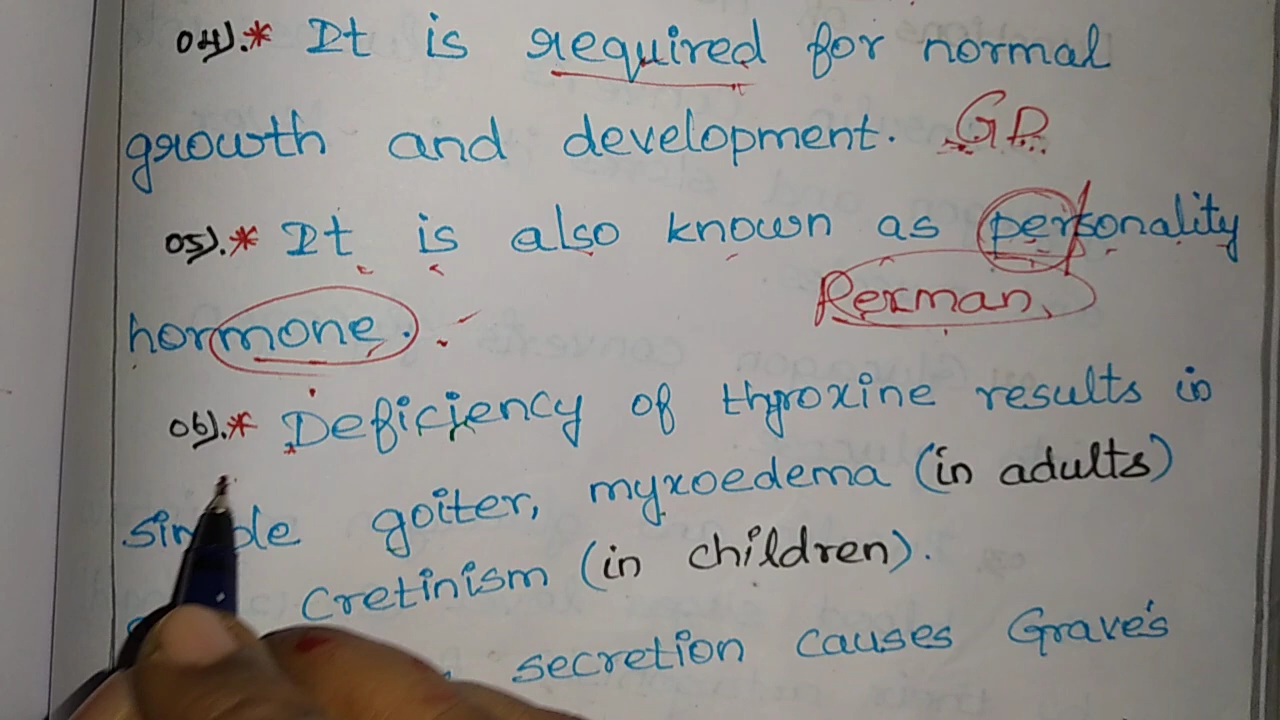 04).* It is required for normal
growth and development. GD
05).* It is also known as personality
Perman
hormone.
06).* Deficiency of thyroxine results in
simple goiter, myxoedema (in adults)
cretinism (in children).
secretion causes Grave's